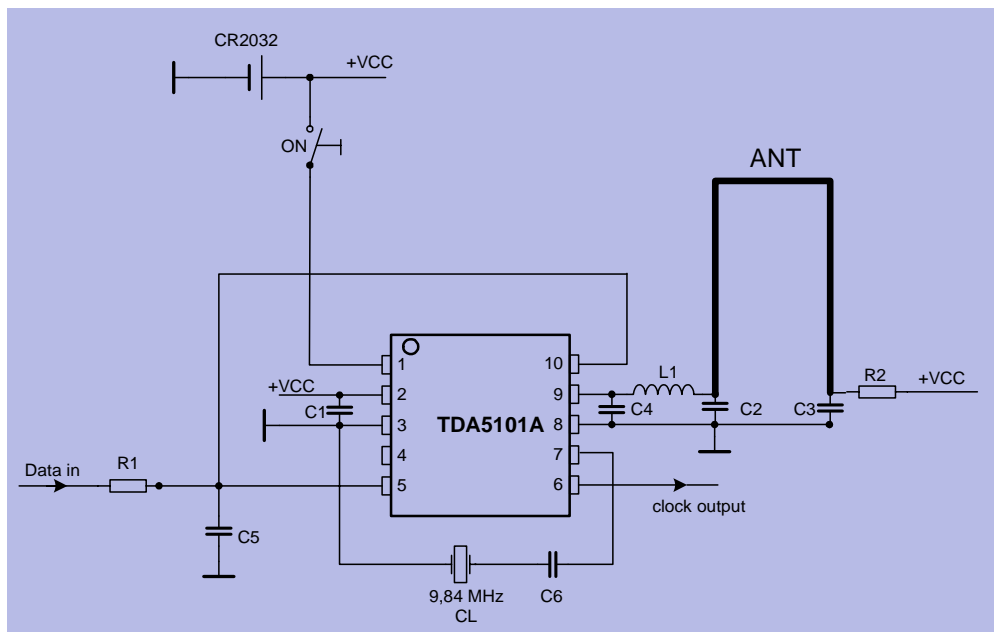 CR2032
+VCC
ON
ANT
1
10
+VCC
2
9
L1
R2
+VCC
C1
3
TDA5101A
8
C4
C2
C3
4
7
Data in
R1
5
6
clock output
C5
9,84 MHz
CL
C6